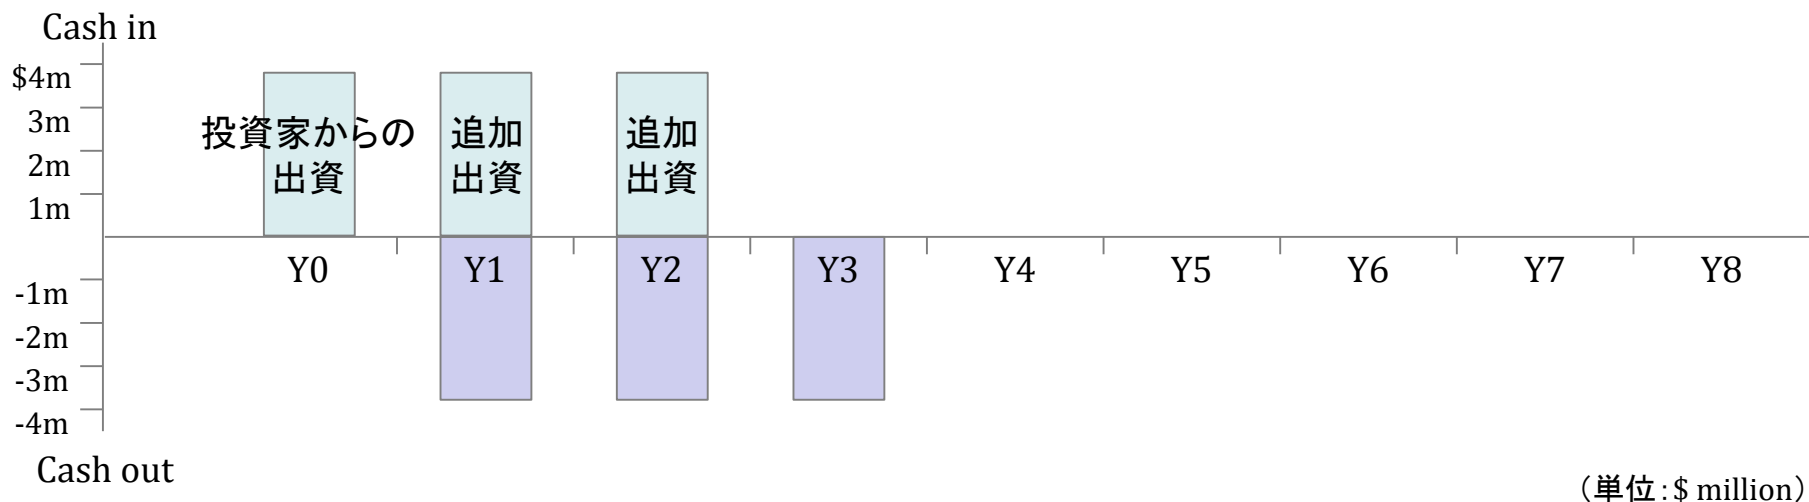 Cash in
$4m
3m
2m
1m
投資家からの
出資
追加
出資
追加
出資
Y0
Y1
Y2
Y3
Y4
Y5
Y6
Y7
Y8
-1m
-2m
-3m
-4m
Cash out
（単位：$ million）